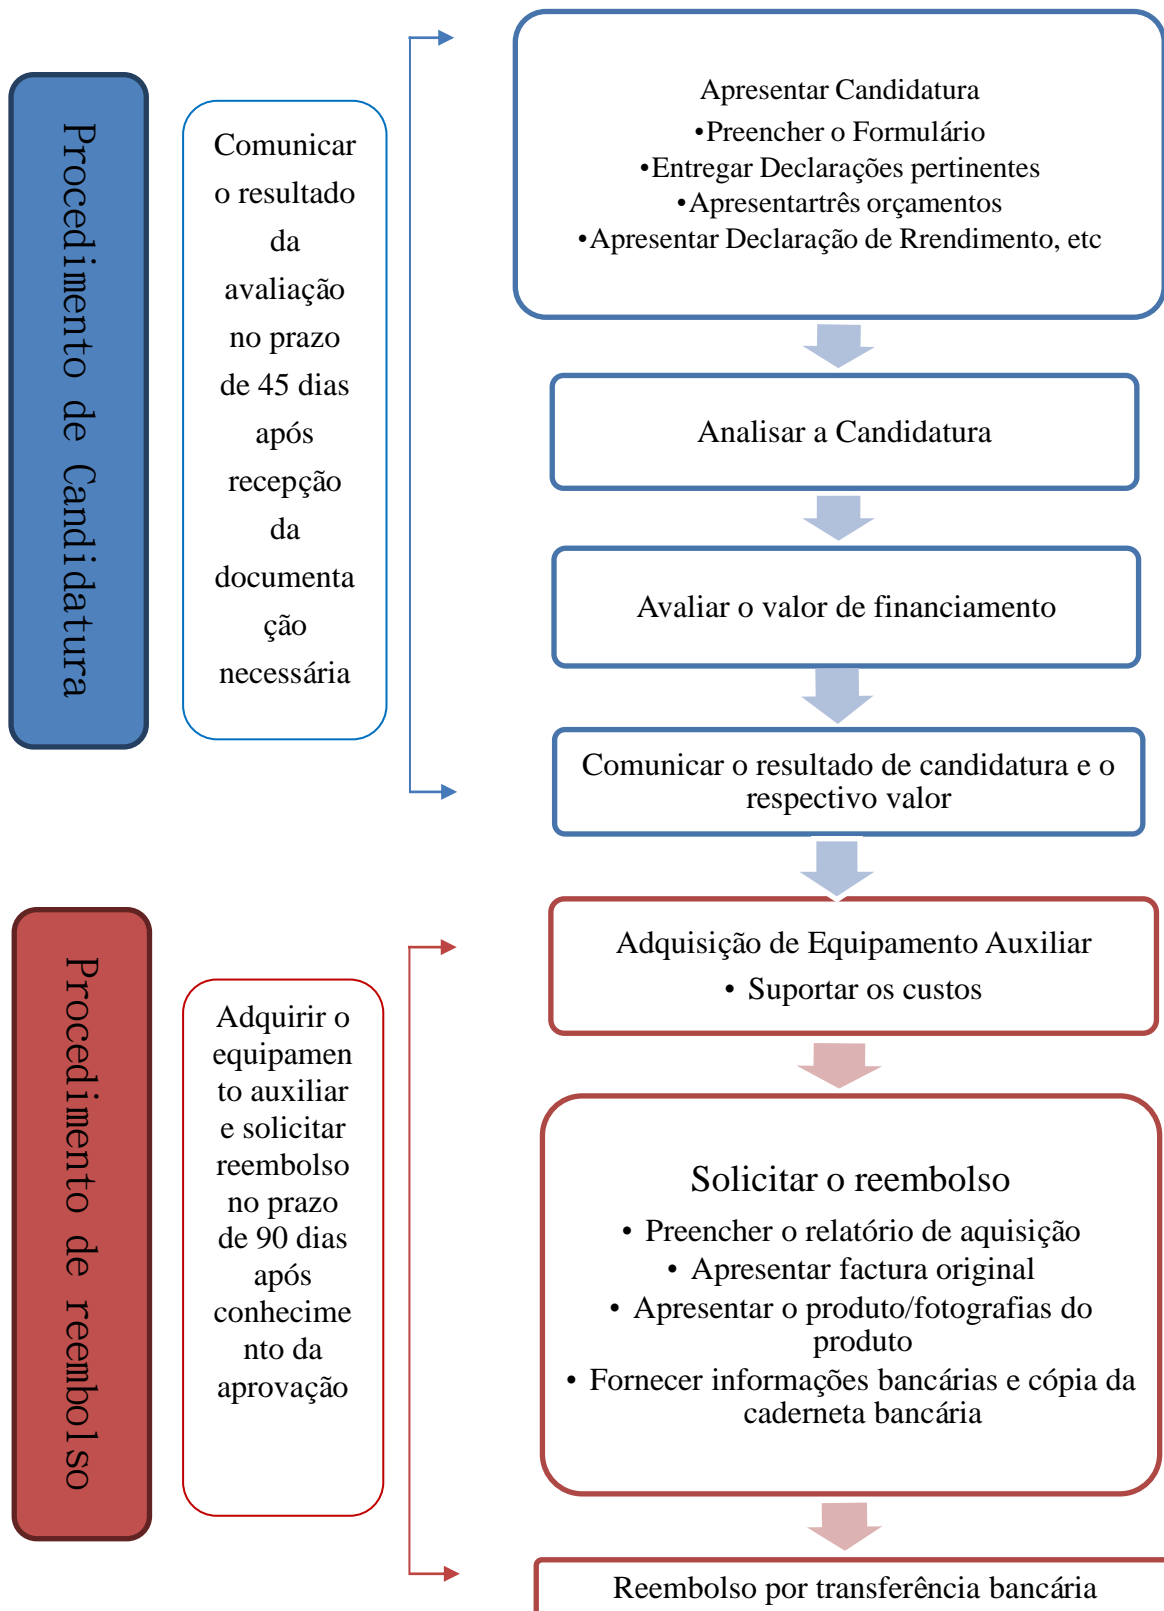 Procedimento de Candidatura
Comunicar
o resultado
da
avaliação
no prazo
de 45 dias
após
recepção
da
documenta
ção
necessária
Apresentar Candidatura
•Preencher o Formulário
•Entregar Declarações pertinentes
•Apresentartrês orçamentos
•Apresentar Declaração de Rrendimento, etc
Analisar a Candidatura
Avaliar o valor de financiamento
Comunicar o resultado de candidatura e o
respectivo valor
Procedimento de reembolso
Adquirir o
equipamen
to auxiliar
e solicitar
reembolso
no prazo
de 90 dias
após
conhecime
nto da
aprovação
Adquisição de Equipamento Auxiliar
• Suportar os custos
Solicitar o reembolso
• Preencher o relatório de aquisição
• Apresentar factura original
• Apresentar o produto/fotografias do
produto
• Fornecer informações bancárias e cópia da
caderneta bancária
Reembolso por transferência bancária